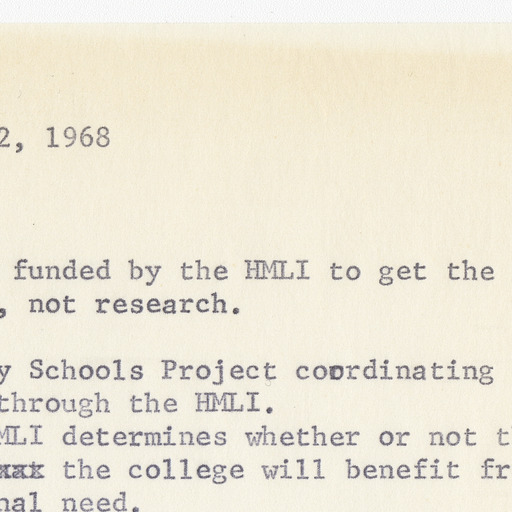 2, 1968
funded by the HMLI to get the
, not research.
y Schools Project coordinating
through the HMLI.
MLI determines whether or not t
the college will benefit fr
nal need.